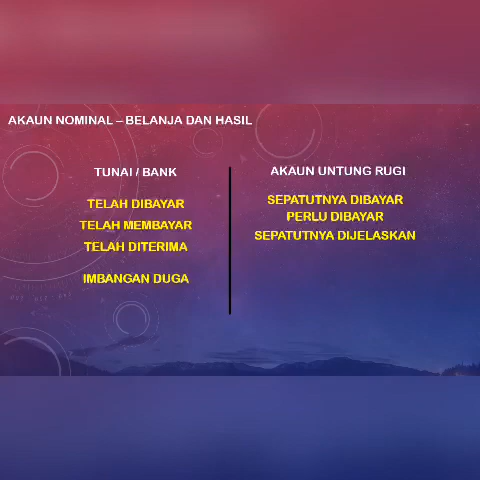 AKAUN NOMINAL – BELANJA DAN HASIL
TUNAI / BANK
TELAH DIBAYAR
TELAH MEMBAYAR
TELAH DITERIMA
IMBANGAN DUGA
AKAUN UNTUNG RUGI
SEPATUTNYA DIBAYAR
PERLU DIBAYAR
SEPATUTNYA DIJELASKAN